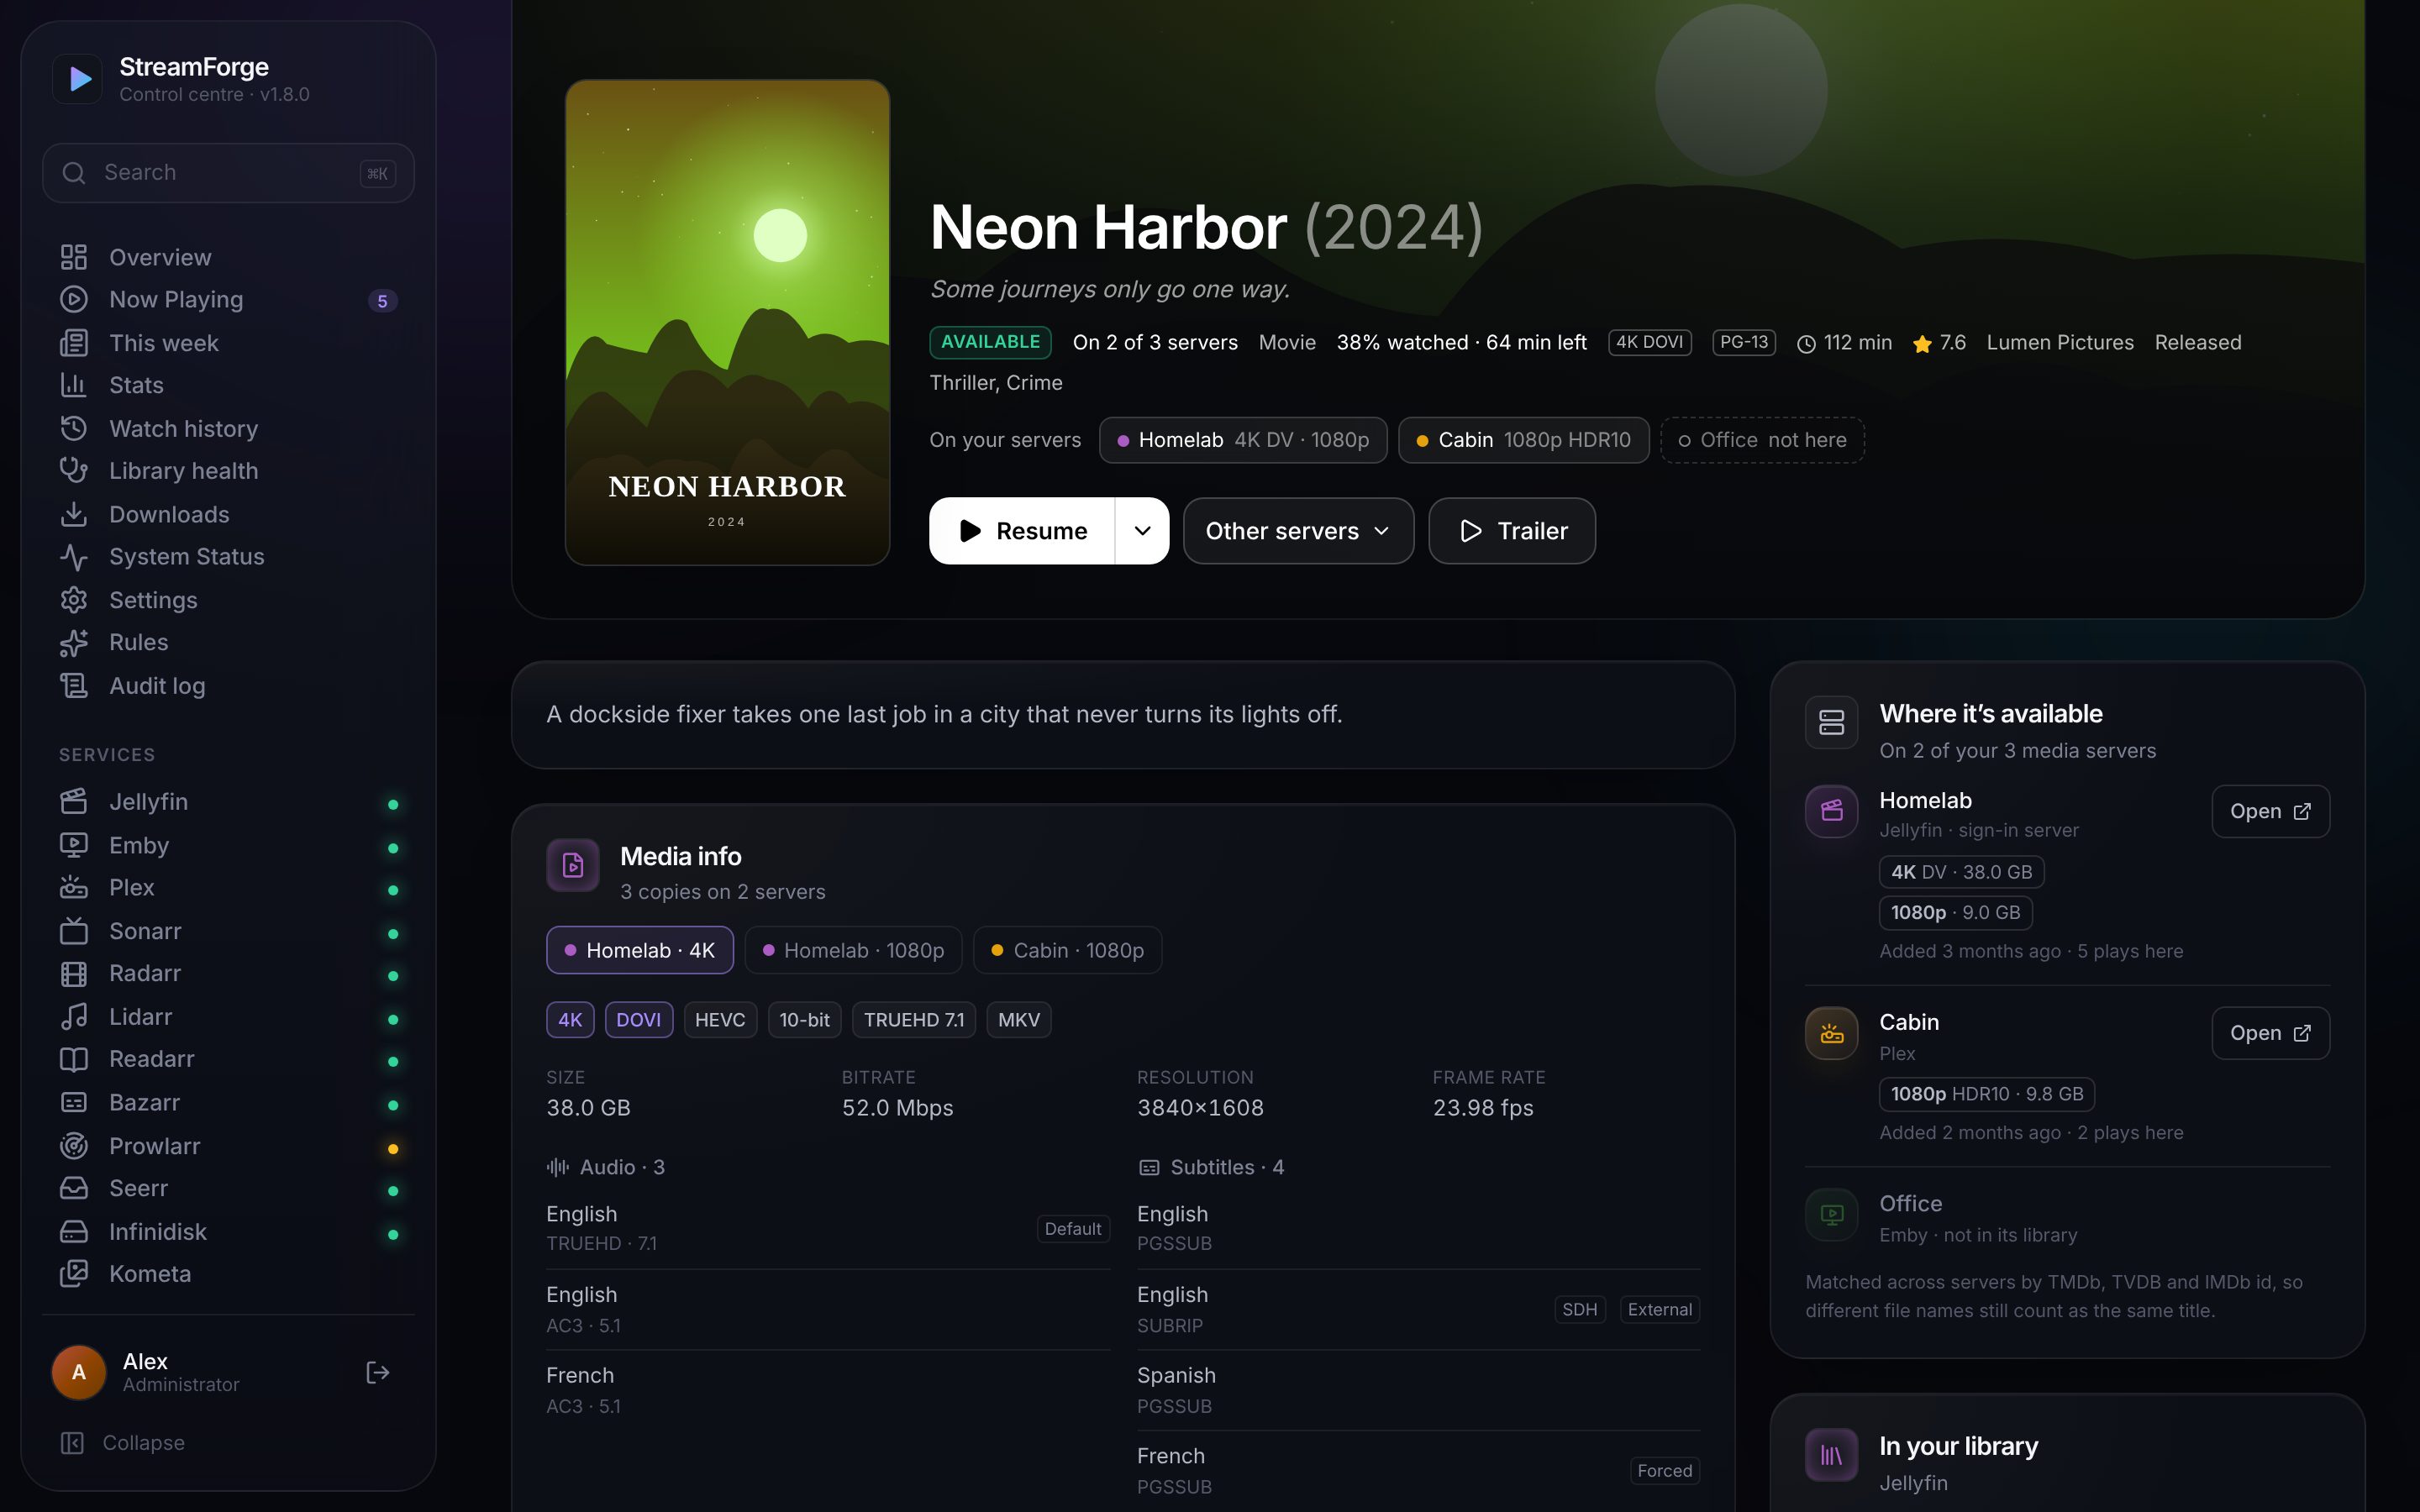 StreamForge
Control centre · v1.8.0
Search
⌘K
Overview
Now Playing
5
This week
Stats
Watch history
Library health
Downloads
System Status
Settings
Rules
Audit log
SERVICES
Jellyfin
Emby
Plex
Sonarr
Radarr
Lidarr
Readarr
Bazarr
Prowlarr
Seerr
Infinidisk
Kometa
A
Alex
Administrator
Collapse
NEON HARBOR
2024
Neon Harbor (2024)
Some journeys only go one way.
AVAILABLE On 2 of 3 servers Movie 38% watched · 64 min left 4K DOVI PG-13 112 min 7.6 Lumen Pictures Released
Thriller, Crime
On your servers Homelab 4K DV · 1080p Cabin 1080p HDR10 Office not here
Resume Other servers Trailer
A dockside fixer takes one last job in a city that never turns its lights off.
Media info
3 copies on 2 servers
Homelab · 4K Homelab · 1080p Cabin · 1080p
4K DOVI HEVC 10-bit TRUEHD 7.1 MKV
SIZE BITRATE RESOLUTION FRAME RATE
38.0 GB 52.0 Mbps 3840×1608 23.98 fps
Audio · 3
English
TRUEHD · 7.1
Default
English
AC3 · 5.1
French
AC3 · 5.1
Subtitles · 4
English
PGSSUB
English
SUBRIP
SDH External
Spanish
PGSSUB
French
PGSSUB
Forced
Where it’s available
On 2 of your 3 media servers
Homelab
Jellyfin · sign-in server
Open
4K DV · 38.0 GB
1080p · 9.0 GB
Added 3 months ago · 5 plays here
Cabin
Plex
Open
1080p HDR10 · 9.8 GB
Added 2 months ago · 2 plays here
Office
Emby · not in its library
Matched across servers by TMDb, TVDB and IMDb id, so
different file names still count as the same title.
In your library
Jellyfin